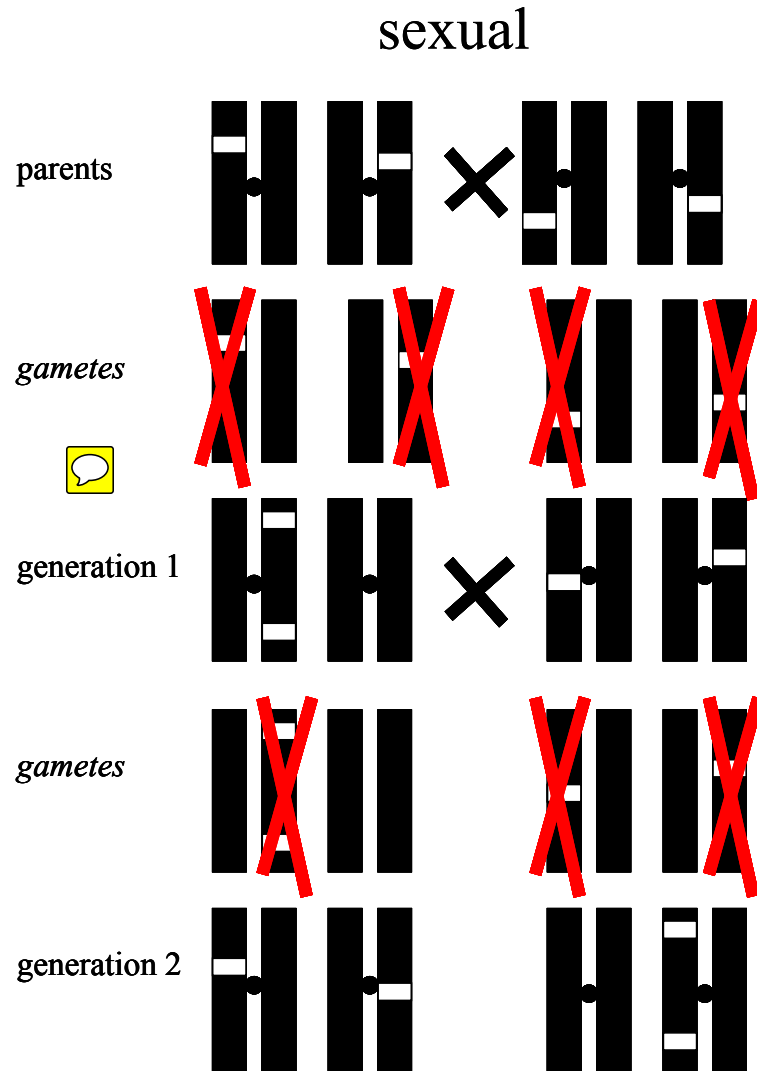 sexual
parents
gametes
generation 1
gametes
generation 2